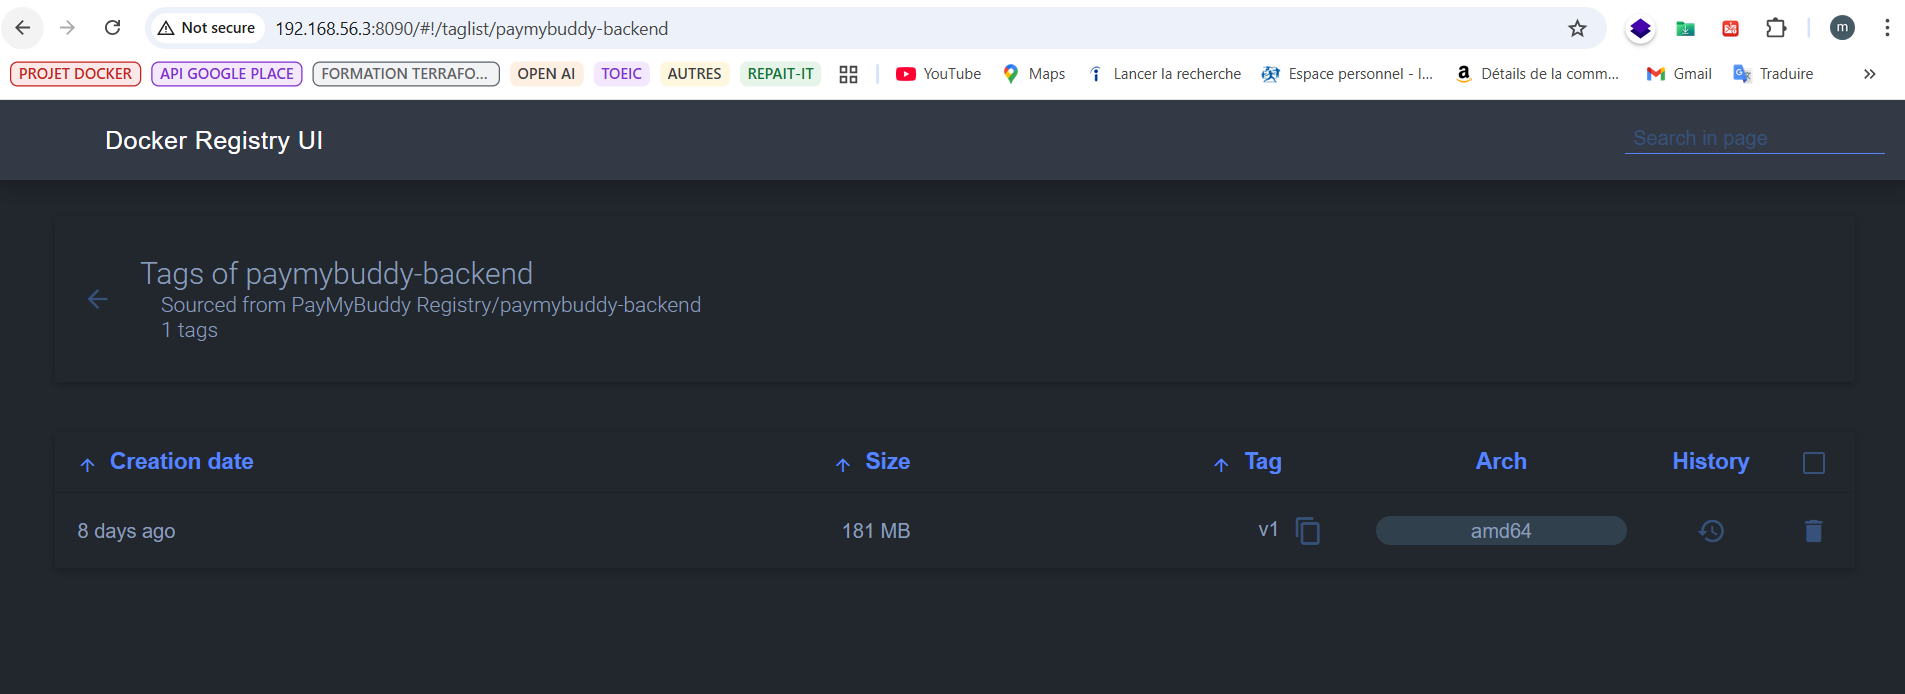 Not secure 192.168.56.3:8090/#!/taglist/paymybuddy-backend m
PROJET DOCKER API GOOGLE PLACE FORMATION TERRAFO... OPEN AI TOEIC AUTRES REPAIT-IT YouTube Maps Lancer la recherche Espace personnel - I... Détails de la comm... Gmail Traduire
Docker Registry UI Search in page
Tags of paymybuddy-backend
Sourced from PayMyBuddy Registry/paymybuddy-backend
1 tags
Creation date Size Tag Arch History
8 days ago 181 MB v1 amd64